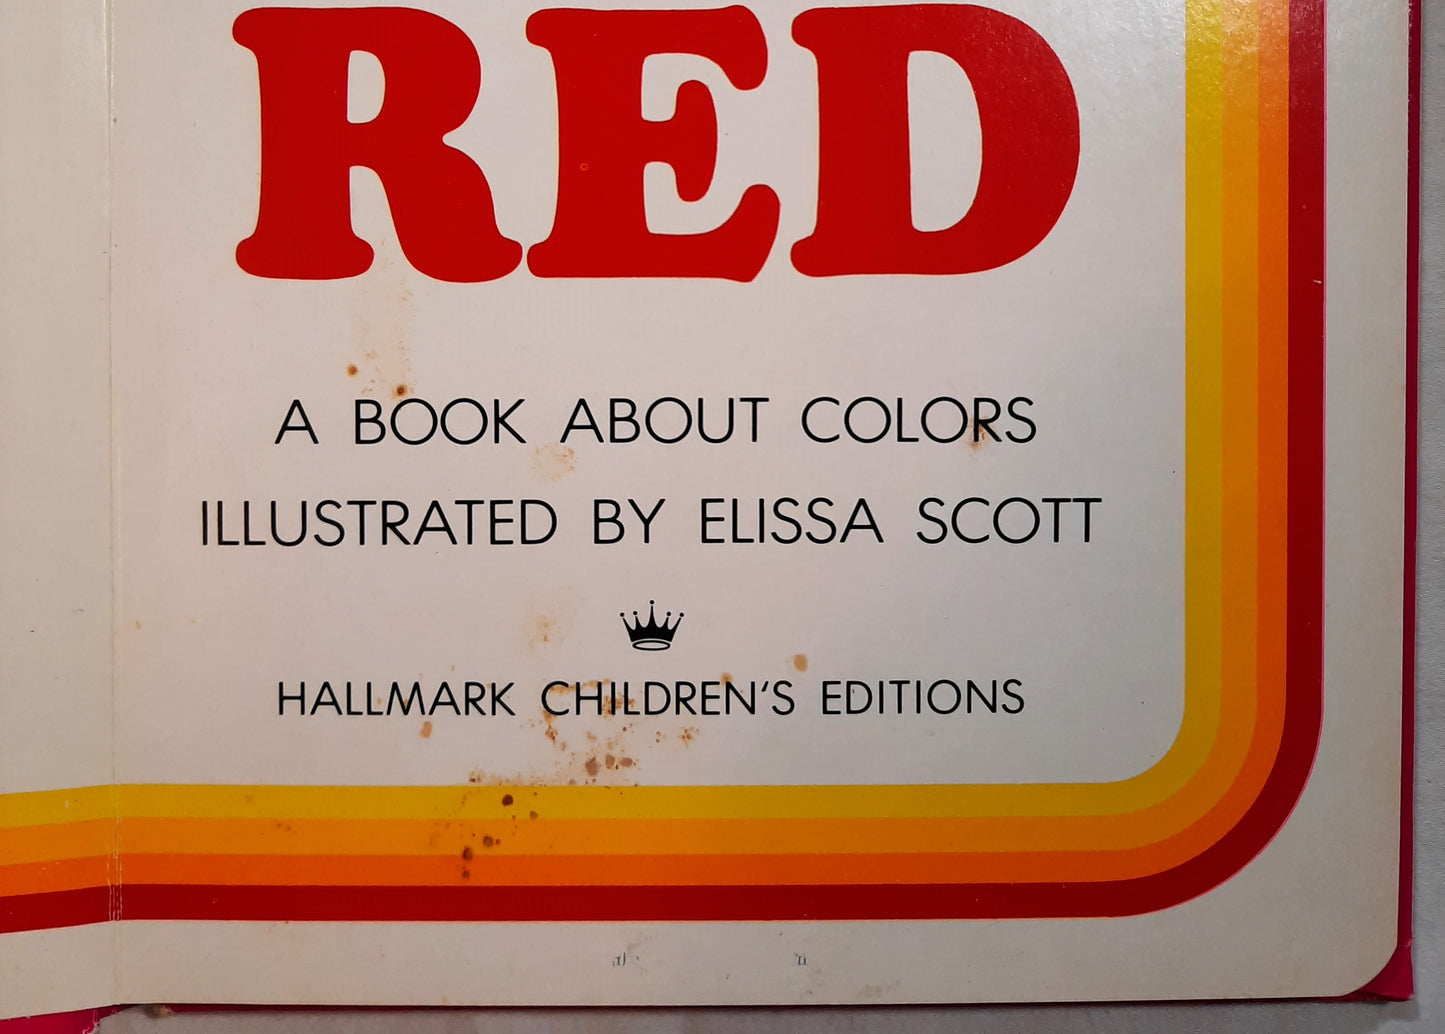 RED
A BOOK ABOUT COLORS
ILLUSTRATED BY ELISSA SCOTT
HALLMARK CHILDREN'S EDITIONS